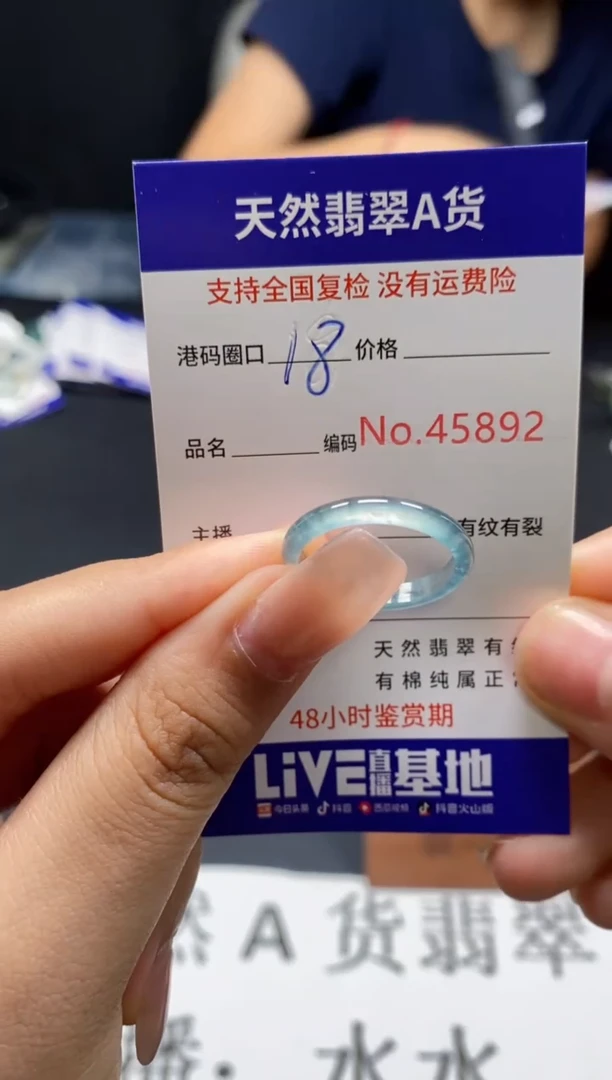 天然翡翠A货
支持全国复检 没有运费险
港码圈口 18 价格
品名 编码 No.45892
主播 有纹有裂
天然翡翠有
有棉纯属正常
48小时鉴赏期
LiVE直播基地
今日头条 抖音 西瓜视频 抖音火山版
然A货翡翠
播: 水水